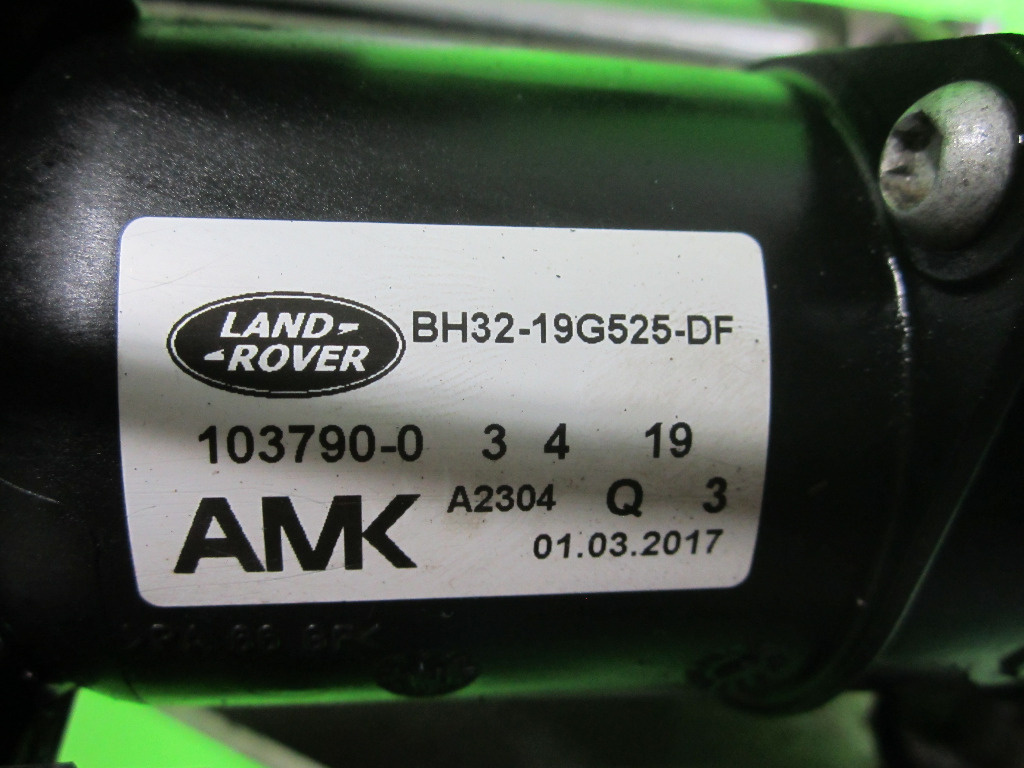 LAND
ROVER
BH32-19G525-DF
103790-0 3 4 19
AMK
A2304 Q 3
01.03.2017